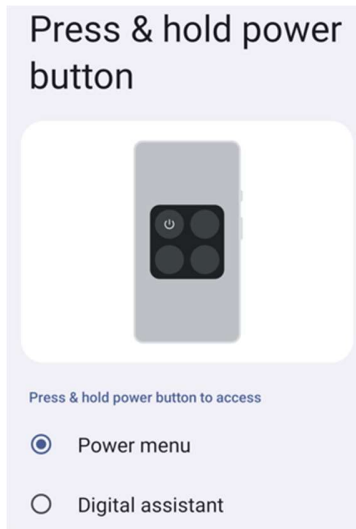 Press & hold power
button
Press & hold power button to access
Power menu
Digital assistant